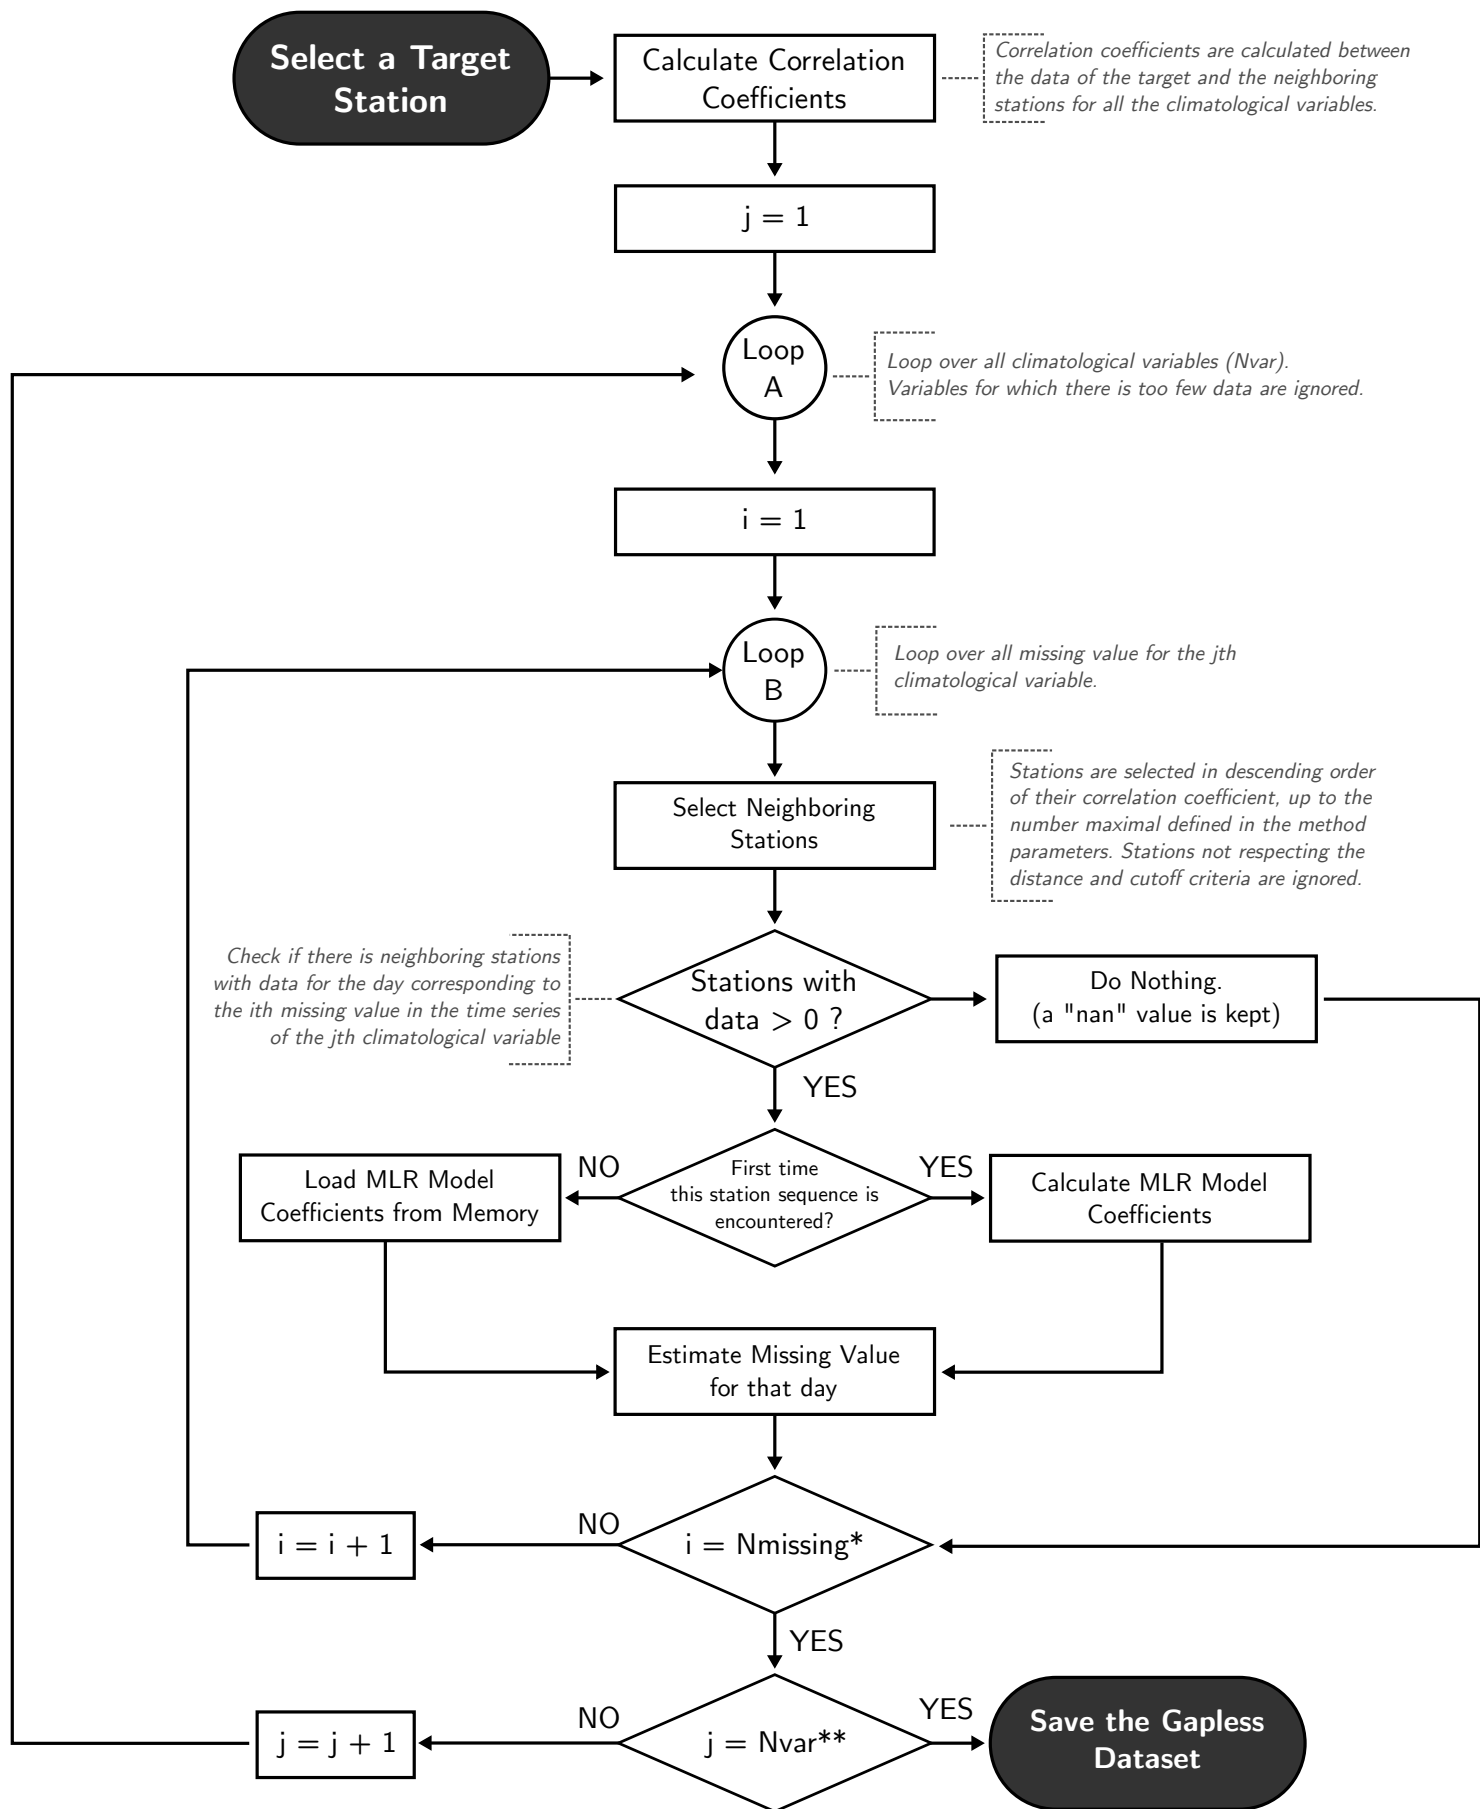 Select a Target
Station
Calculate Correlation
Coefficients
Correlation coefficients are calculated between
the data of the target and the neighboring
stations for all the climatological variables.
j = 1
Loop
A
Loop over all climatological variables (Nvar).
Variables for which there is too few data are ignored.
i = 1
Loop
B
Loop over all missing value for the jth
climatological variable.
Select Neighboring
Stations
Stations are selected in descending order
of their correlation coefficient, up to the
number maximal defined in the method
parameters. Stations not respecting the
distance and cutoff criteria are ignored.
Check if there is neighboring stations
with data for the day corresponding to
the ith missing value in the time series
of the jth climatological variable
Stations with
data > 0 ?
Do Nothing.
(a "nan" value is kept)
YES
Load MLR Model
Coefficients from Memory
NO
First time
this station sequence is
encountered?
YES
Calculate MLR Model
Coefficients
Estimate Missing Value
for that day
i = i + 1
NO
i = Nmissing*
YES
j = j + 1
NO
j = Nvar**
YES
Save the Gapless
Dataset